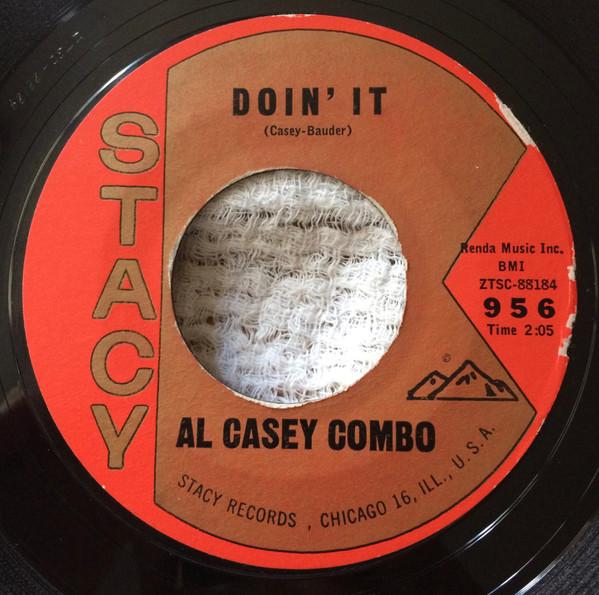 DOIN' IT
(Casey-Bauder)
STACY
Renda Music Inc.
BMI
ZTSC-88184
956
Time 2:05
©
AL CASEY COMBO
STACY RECORDS , CHICAGO 16, ILL., U. S. A.